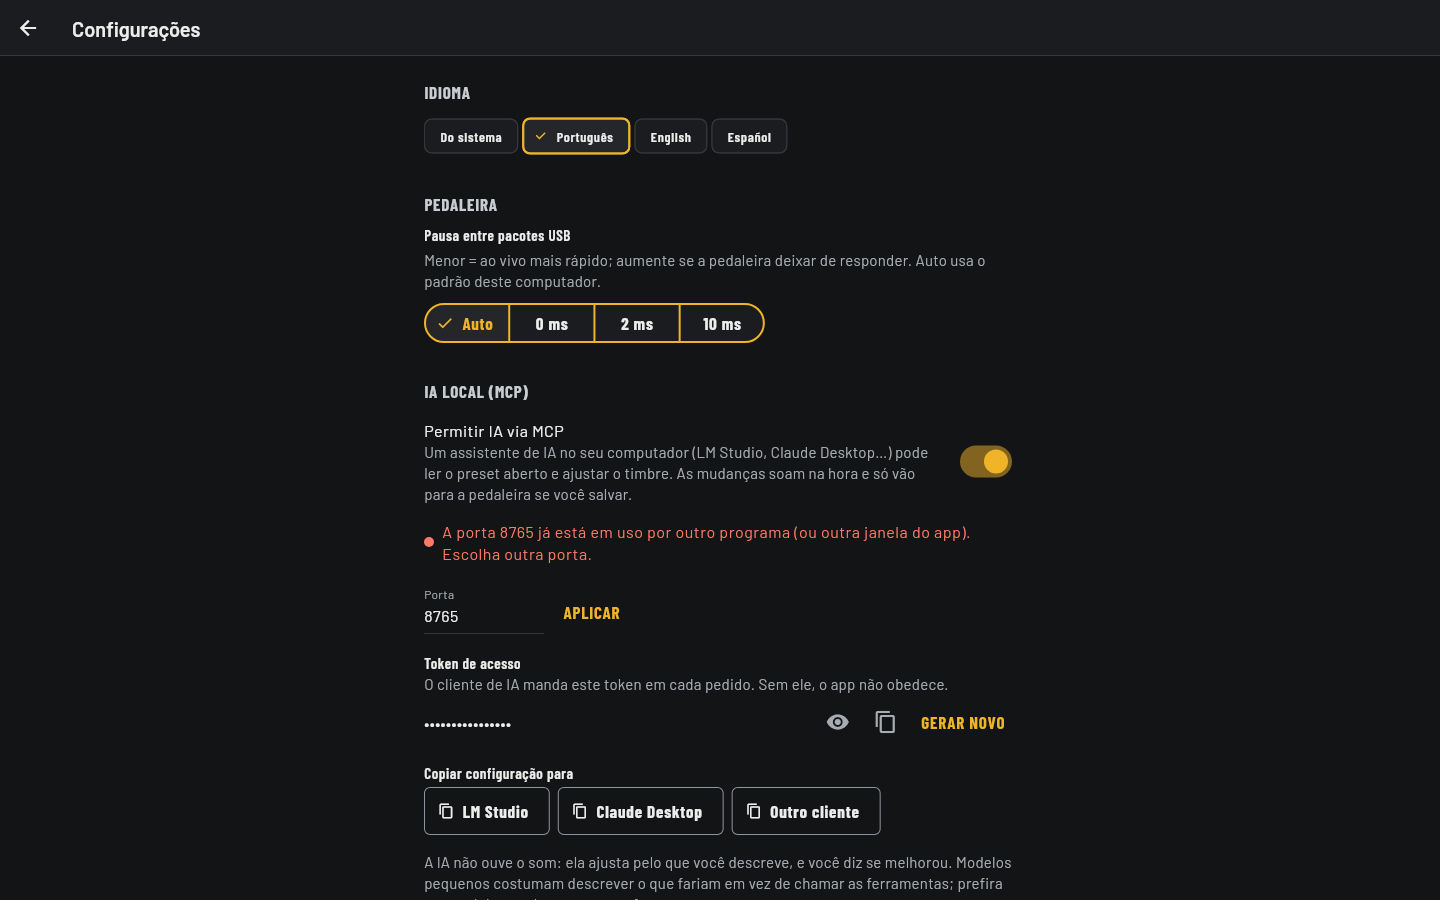 Configurações
IDIOMA
Do sistema
Português
English
Español
PEDALEIRA
Pausa entre pacotes USB
Menor = ao vivo mais rápido; aumente se a pedaleira deixar de responder. Auto usa o
padrão deste computador.
Auto
0 ms
2 ms
10 ms
IA LOCAL (MCP)
Permitir IA via MCP
Um assistente de IA no seu computador (LM Studio, Claude Desktop...) pode
ler o preset aberto e ajustar o timbre. As mudanças soam na hora e só vão
para a pedaleira se você salvar.
A porta 8765 já está em uso por outro programa (ou outra janela do app).
Escolha outra porta.
Porta
8765
APLICAR
Token de acesso
O cliente de IA manda este token em cada pedido. Sem ele, o app não obedece.
••••••••••••••••
GERAR NOVO
Copiar configuração para
LM Studio
Claude Desktop
Outro cliente
A IA não ouve o som: ela ajusta pelo que você descreve, e você diz se melhorou. Modelos
pequenos costumam descrever o que fariam em vez de chamar as ferramentas; prefira